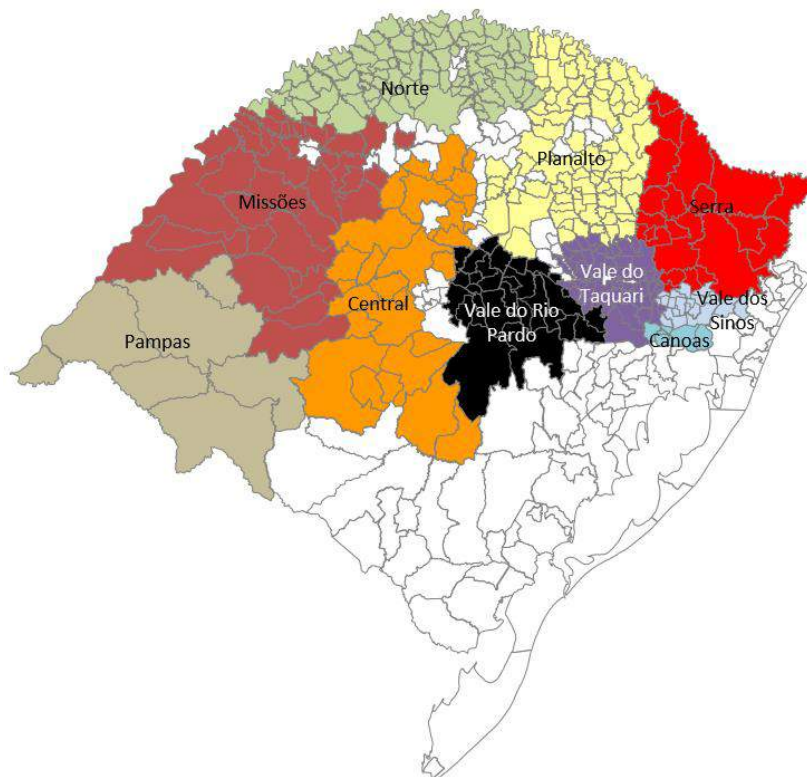 Norte
Planalto
Missões
Serra
Vale do
Taquari
Central
Vale do Rio
Pardo
Vale dos
Sinos
Pampas
Canoas